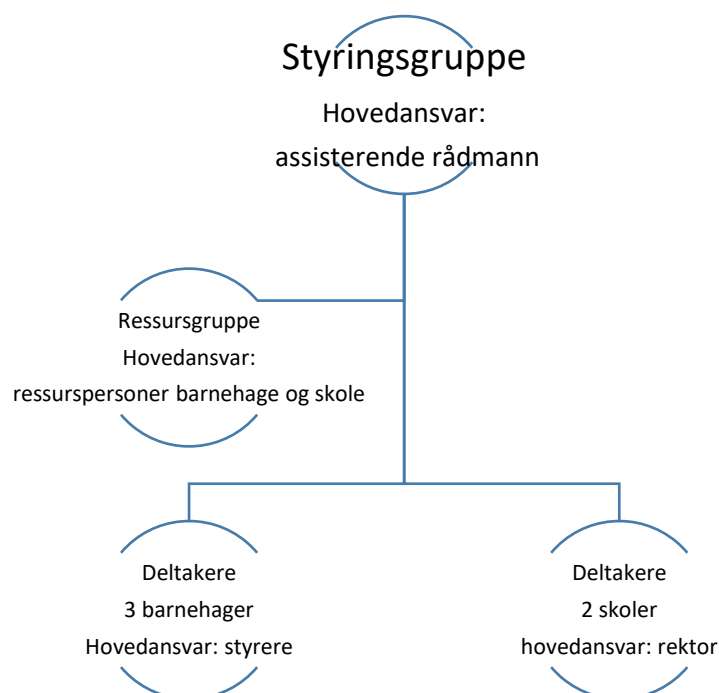 Styringsgruppe
Hovedansvar:
assisterende rådmann
Ressursgruppe
Hovedansvar:
ressurspersoner barnehage og skole
Deltakere
3 barnehager
Hovedansvar: styrere
Deltakere
2 skoler
hovedansvar: rektor